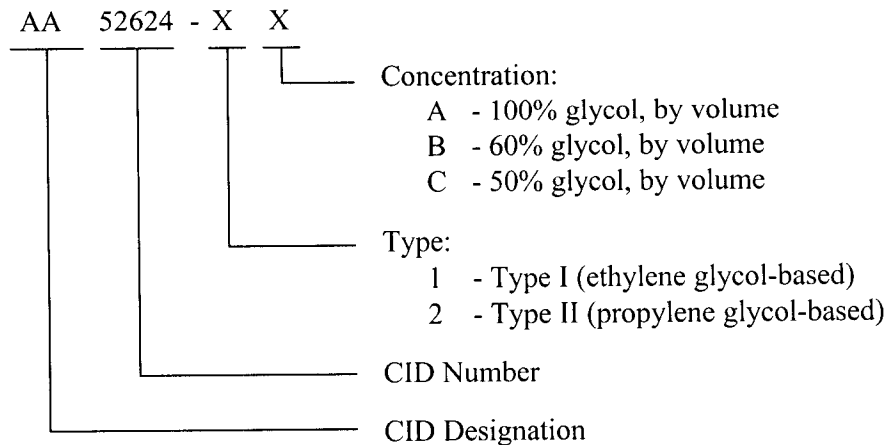 AA 52624 - X X
Concentration:
A - 100% glycol, by volume
B - 60% glycol, by volume
C - 50% glycol, by volume
Type:
1 - Type I (ethylene glycol-based)
2 - Type II (propylene glycol-based)
CID Number
CID Designation